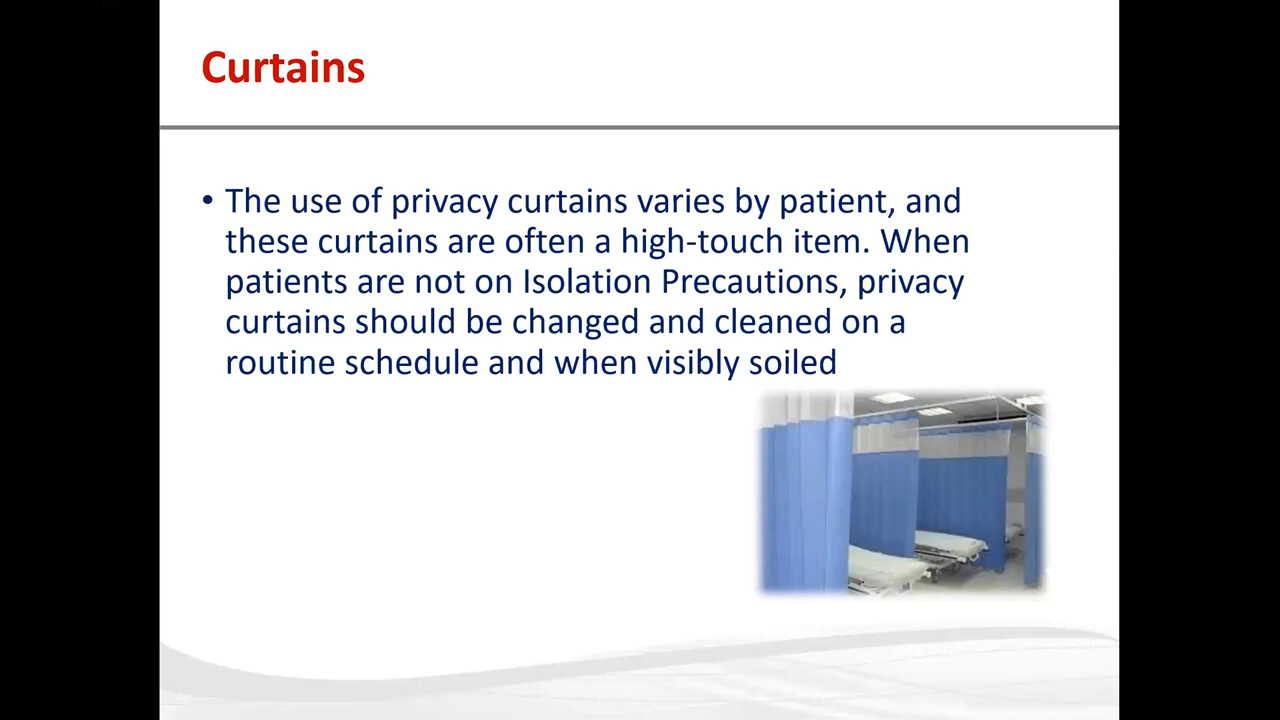 Curtains
• The use of privacy curtains varies by patient, and
these curtains are often a high-touch item. When
patients are not on Isolation Precautions, privacy
curtains should be changed and cleaned on a
routine schedule and when visibly soiled